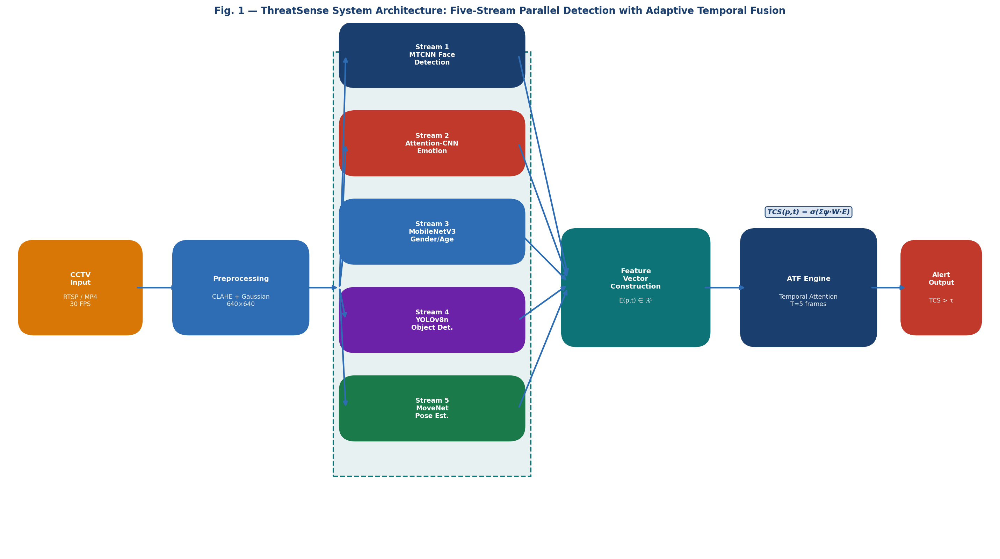 Fig. 1 — ThreatSense System Architecture: Five-Stream Parallel Detection with Adaptive Temporal Fusion
CCTV
Input
RTSP / MP4
30 FPS
Preprocessing
CLAHE + Gaussian
640×640
Stream 1
MTCNN Face
Detection
Stream 2
Attention-CNN
Emotion
Stream 3
MobileNetV3
Gender/Age
Stream 4
YOLOv8n
Object Det.
Stream 5
MoveNet
Pose Est.
Feature
Vector
Construction
E(p,t) ∈ ℝ⁵
TCS(p,t) = σ(Σψ·W·E)
ATF Engine
Temporal Attention
T=5 frames
Alert
Output
TCS > τ